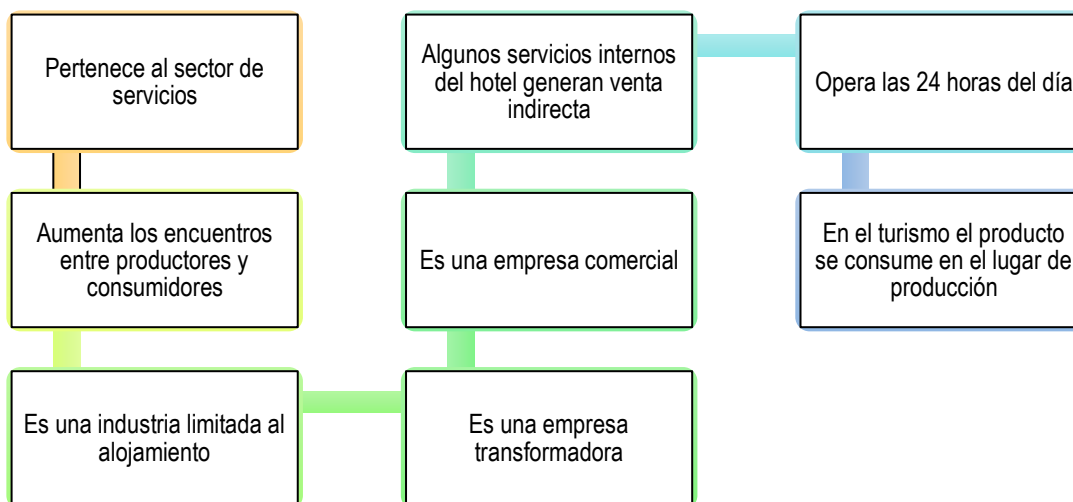 Pertenece al sector de
servicios
Aumenta los encuentros
entre productores y
consumidores
Es una industria limitada al
alojamiento
Es una empresa
transformadora
Es una empresa comercial
Algunos servicios internos
del hotel generan venta
indirecta
Opera las 24 horas del día
En el turismo el producto
se consume en el lugar de
producción